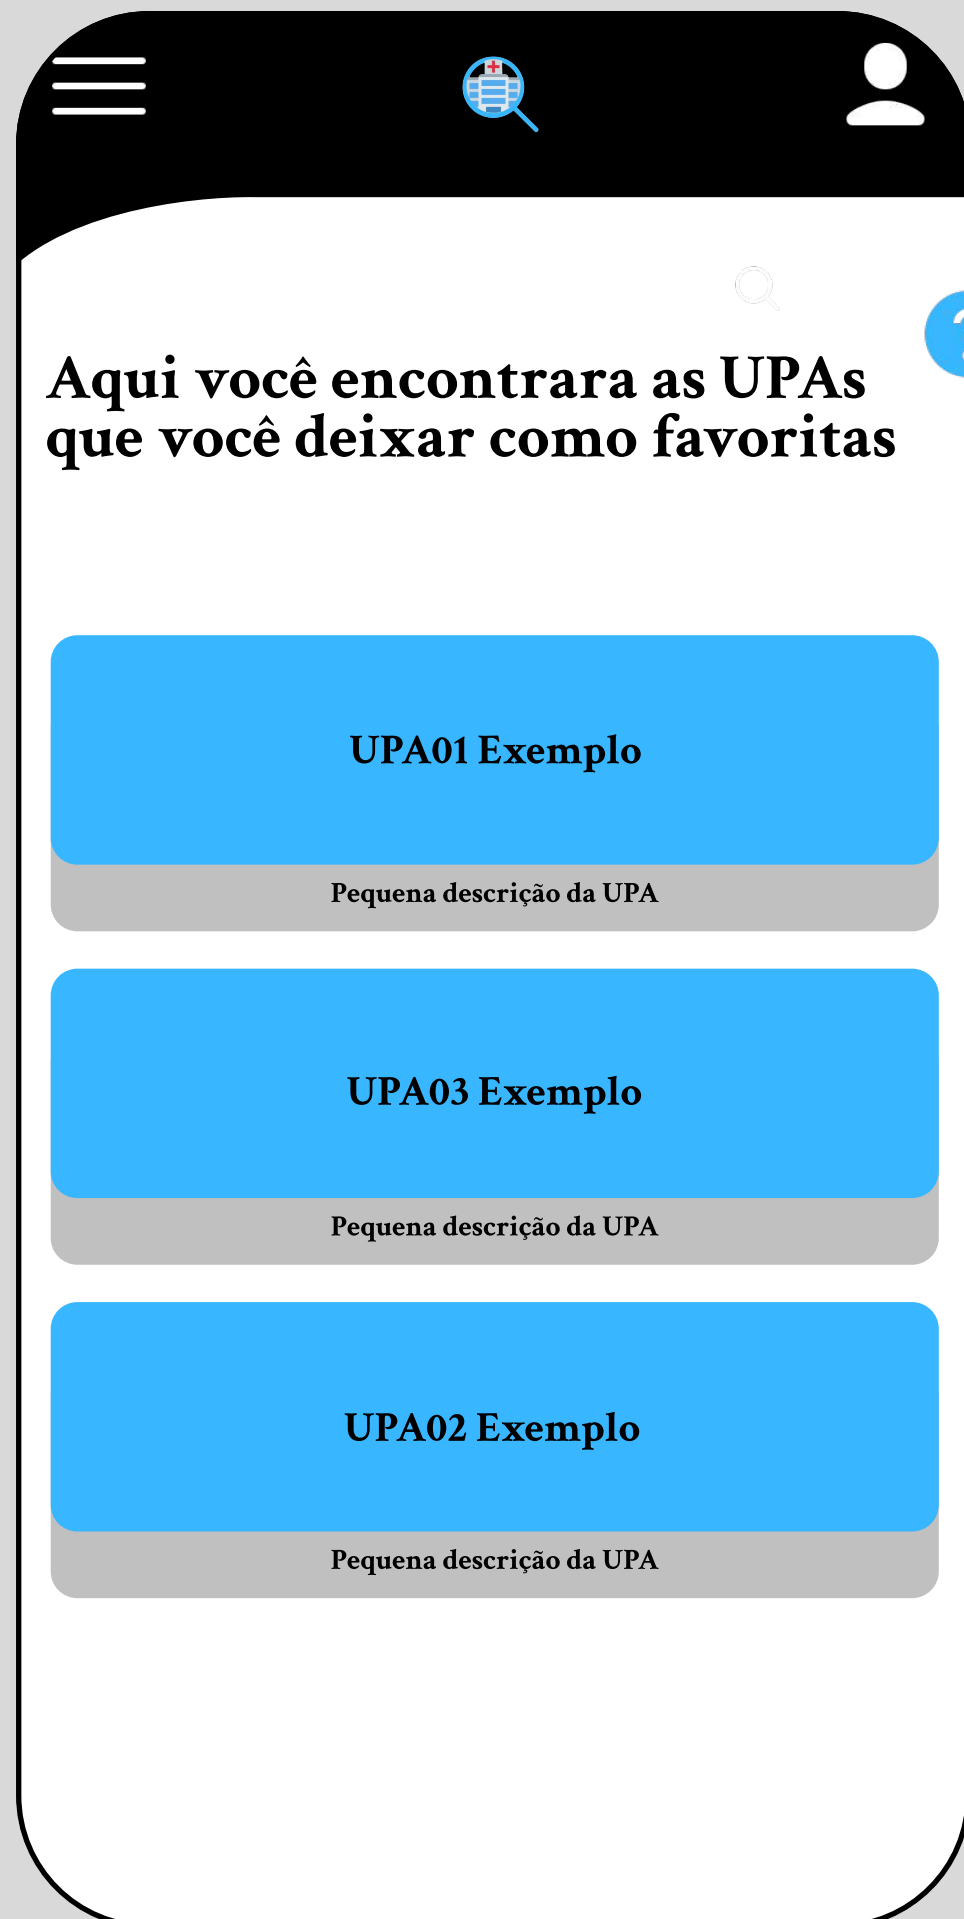 ?
Aqui você encontrara as UPAs
que você deixar como favoritas
UPA01 Exemplo
Pequena descrição da UPA
UPA03 Exemplo
Pequena descrição da UPA
UPA02 Exemplo
Pequena descrição da UPA